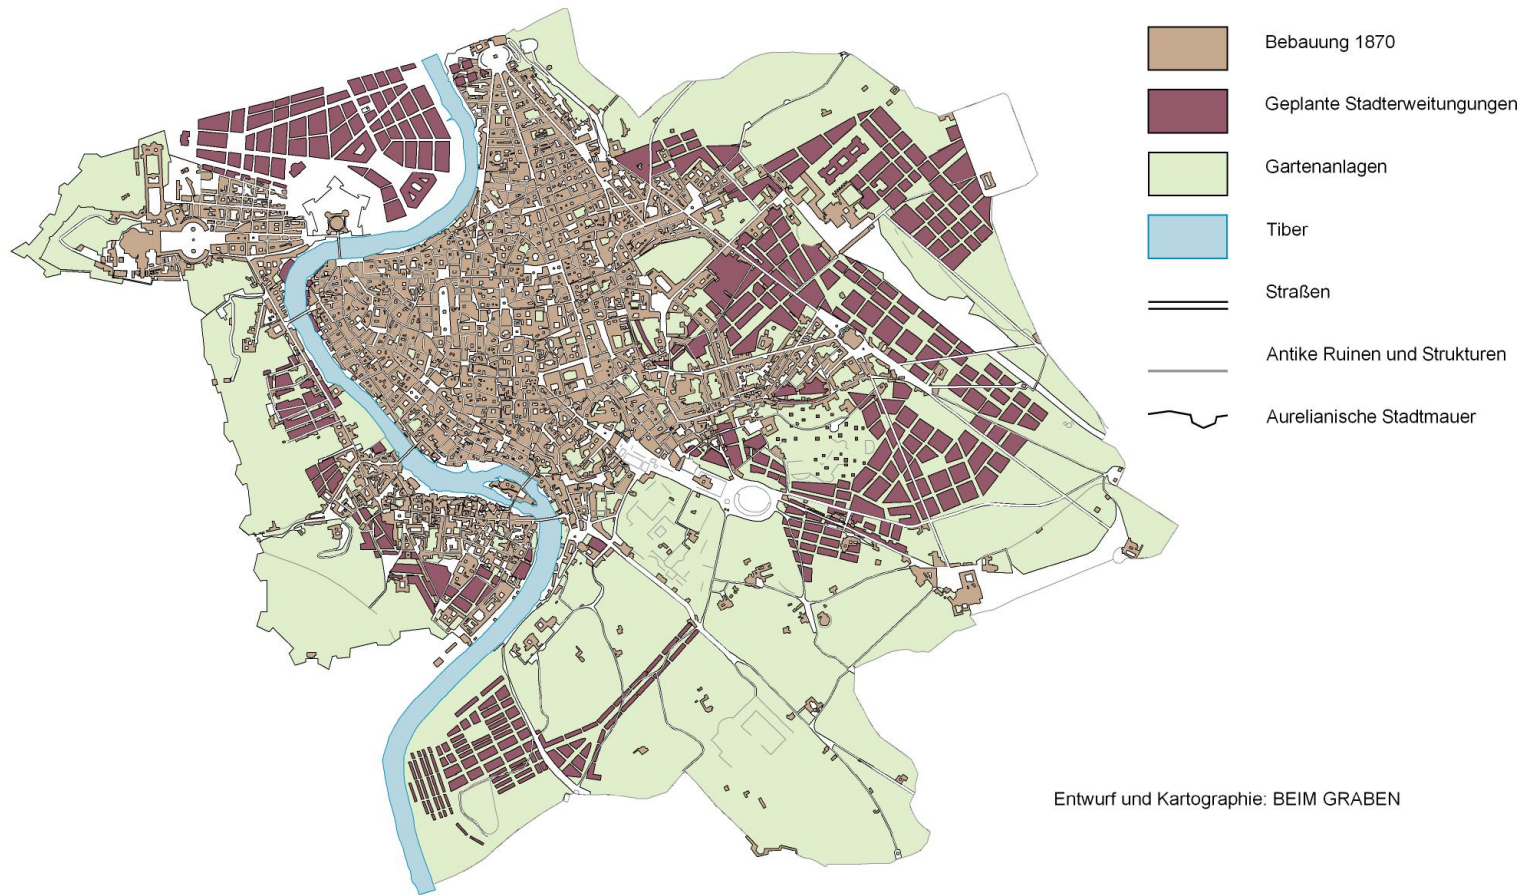 Bebauung 1870
Geplante Stadterweitungungen
Gartenanlagen
Tiber
Straßen
Antike Ruinen und Strukturen
Aurelianische Stadtmauer
Entwurf und Kartographie: BEIM GRABEN